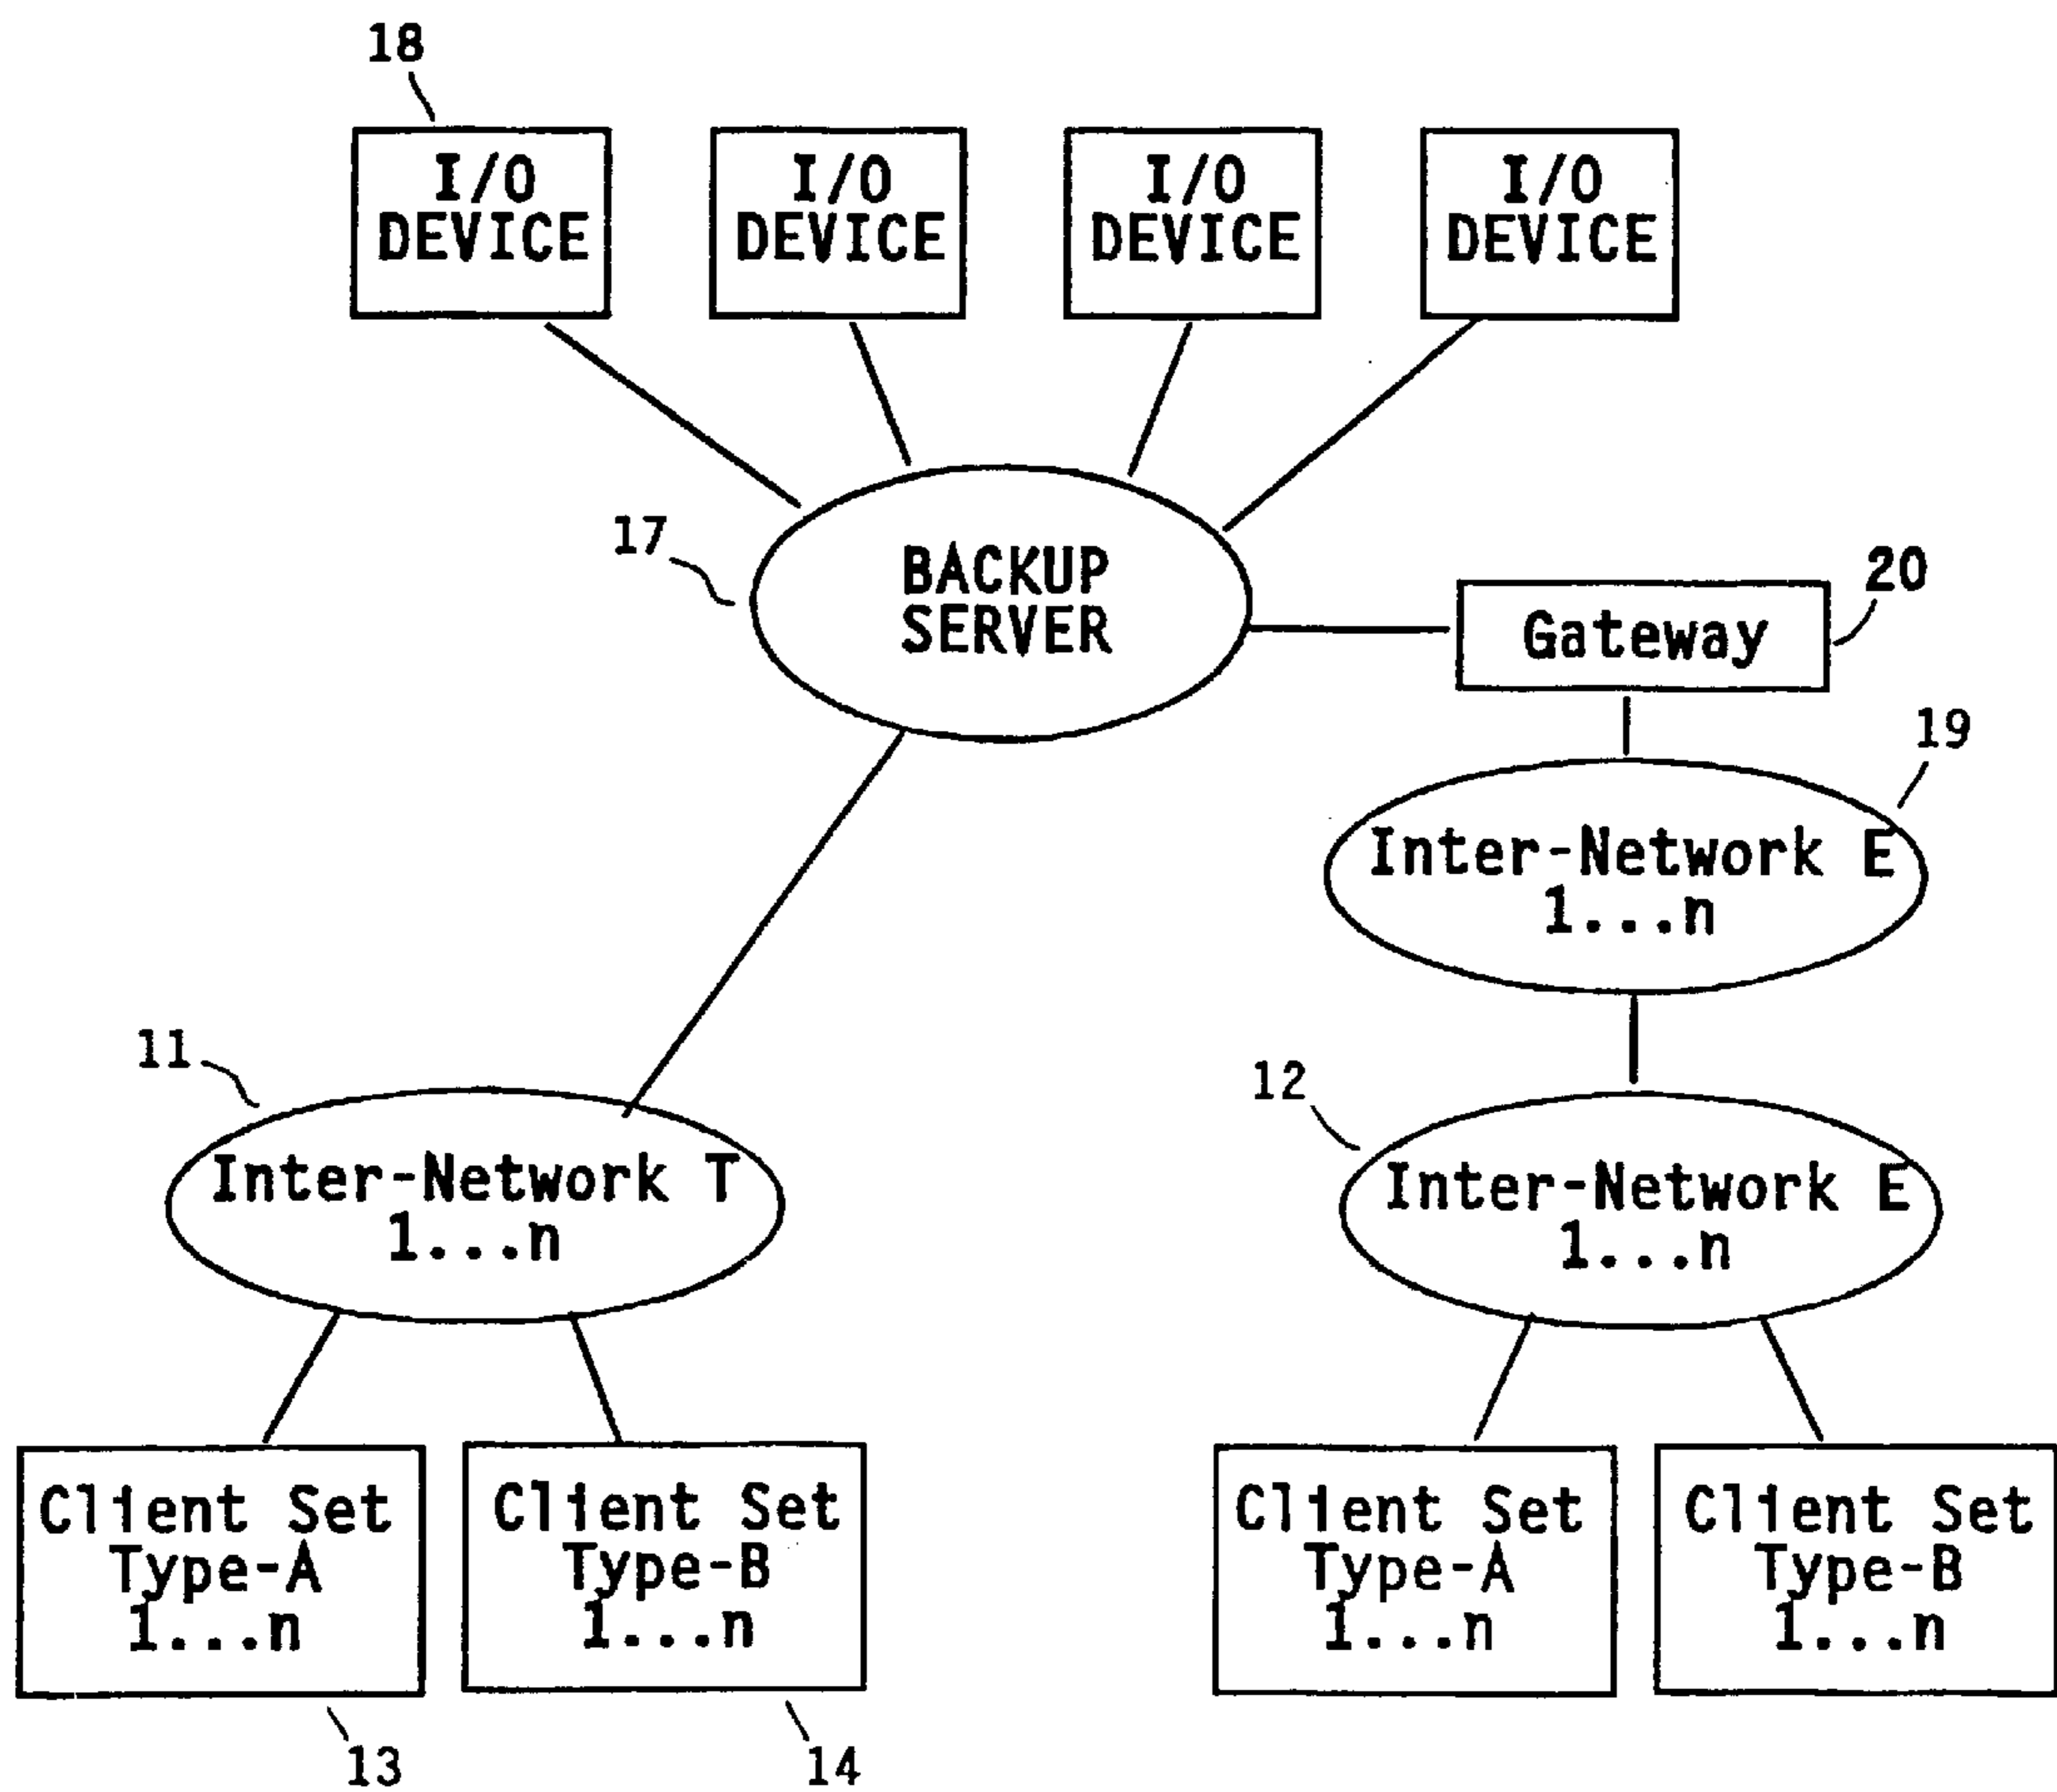 18
I/O
DEVICE
I/O
DEVICE
I/O
DEVICE
I/O
DEVICE
17
BACKUP
SERVER
20
Gateway
19
Inter-Network E
1...n
11
Inter-Network T
1...n
12
Inter-Network E
1...n
Client Set
Type-A
1...n
Client Set
Type-B
1...n
Client Set
Type-A
1...n
Client Set
Type-B
1...n
13
14